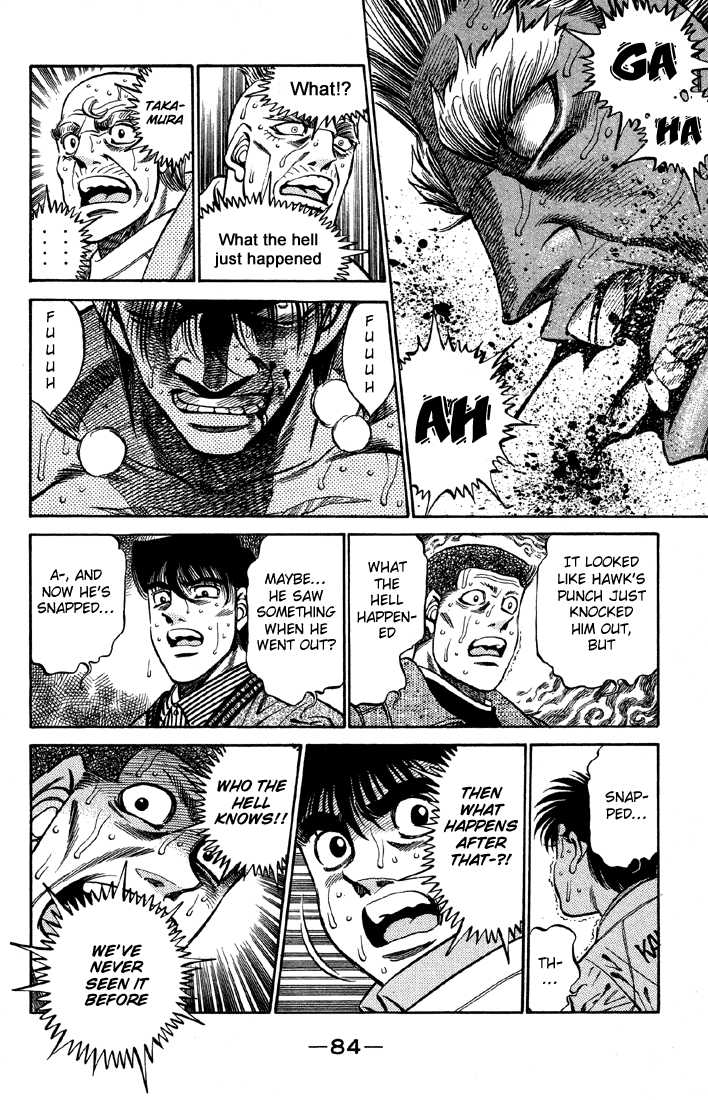 GA
HA
AH
What!?
What the hell
just happened
TAKA-
MURA
. . . .
FUUUH
FUUUH
IT LOOKED
LIKE HAWK'S
PUNCH JUST
KNOCKED
HIM OUT,
BUT
WHAT
THE
HELL
HAPPEN-
ED
MAYBE...
HE SAW
SOMETHING
WHEN HE
WENT OUT?
A-, AND
NOW HE'S
SNAPPED...
SNAP-
PED...
TH-
...
KA
THEN
WHAT
HAPPENS
AFTER
THAT-?!
WHO THE
HELL
KNOWS!!
WE'VE
NEVER
SEEN IT
BEFORE
—84—